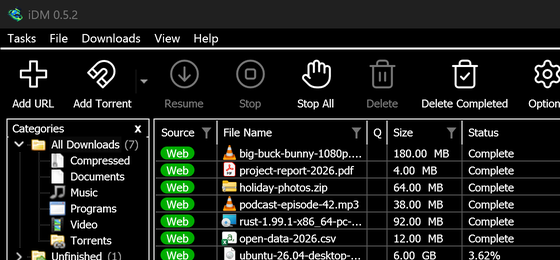 iDM 0.5.2
Tasks File Downloads View Help
Add URL Add Torrent Resume Stop Stop All Delete Delete Completed Option
Categories x Source File Name Q Size Status
All Downloads (7)
Compressed
Documents
Music
Programs
Video
Torrents
Unfinished
Web big-buck-bunny-1080p.... 180.00 MB Complete
Web project-report-2026.pdf 4.00 MB Complete
Web holiday-photos.zip 64.00 MB Complete
Web podcast-episode-42.mp3 38.00 MB Complete
Web rust-1.99.1-x86_64-pc-... 92.00 MB Complete
Web open-data-2026.csv 12.00 MB Complete
Web ubuntu-26.04-desktop-... 6.00 GB 3.62%